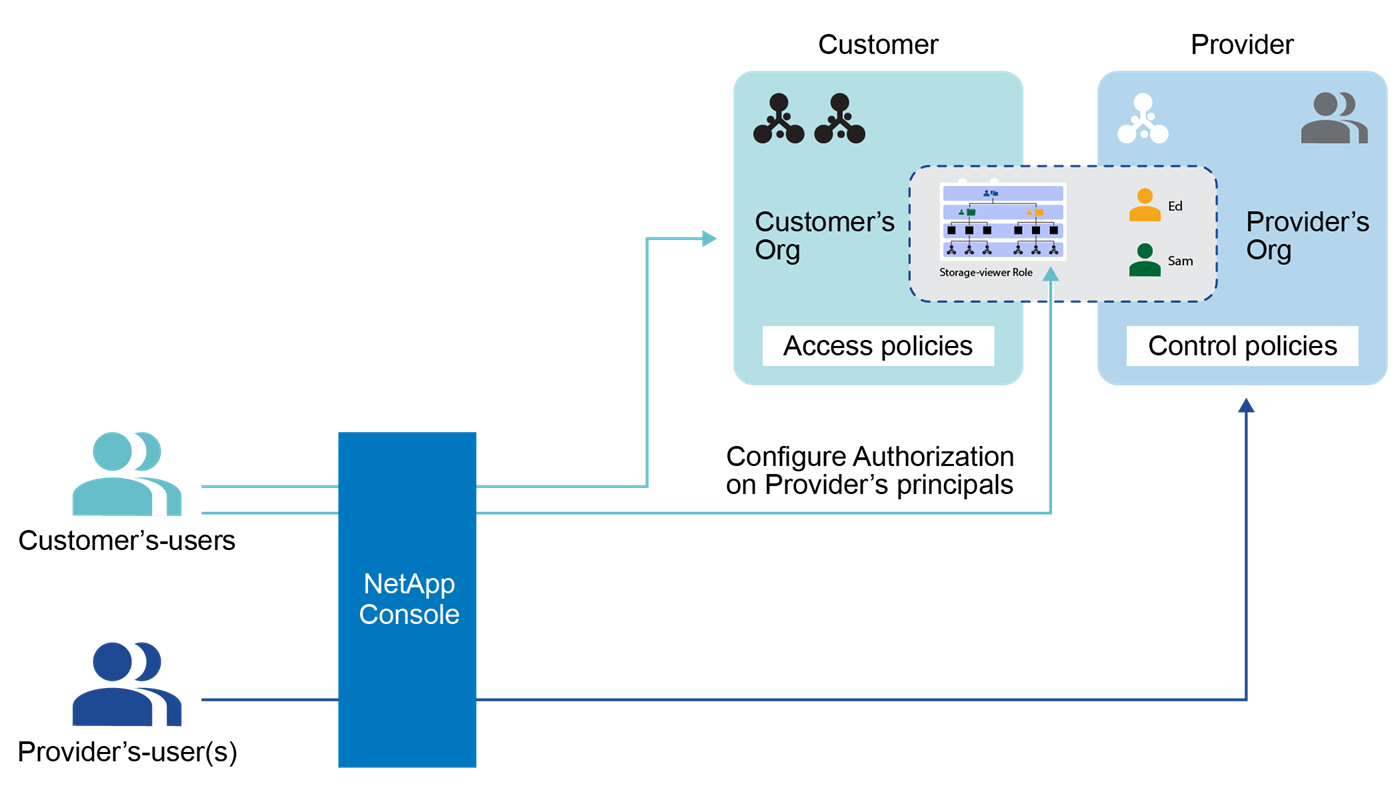 Customer
Provider
Customer's
Org
Ed
Sam
Storage-viewer Role
Provider's
Org
Access policies
Control policies
Configure Authorization
on Provider's principals
Customer's-users
NetApp
Console
Provider's-user(s)